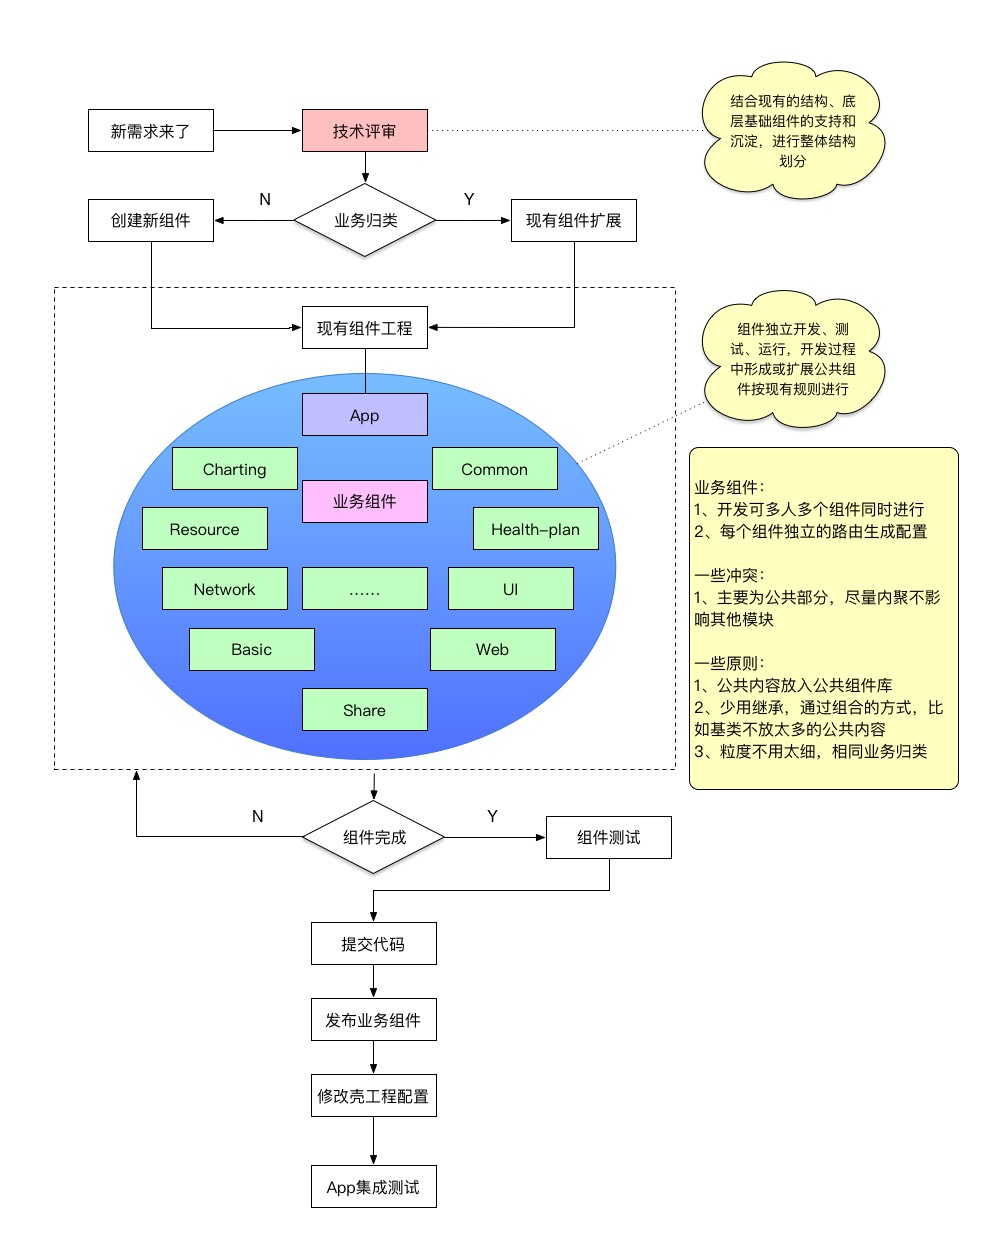 新需求来了
技术评审
结合现有的结构、底
层基础组件的支持和
沉淀，进行整体结构
划分
N
Y
创建新组件
业务归类
现有组件扩展
现有组件工程
组件独立开发、测
试、运行，开发过程
中形成或扩展公共组
件按现有规则进行
App
Charting
Common
业务组件
Resource
Health-plan
Network
……
UI
Basic
Web
Share
业务组件：
1、开发可多人多个组件同时进行
2、每个组件独立的路由生成配置
一些冲突：
1、主要为公共部分，尽量内聚不影
响其他模块
一些原则：
1、公共内容放入公共组件库
2、少用继承，通过组合的方式，比
如基类不放太多的公共内容
3、粒度不用太细，相同业务归类
N
Y
组件完成
组件测试
提交代码
发布业务组件
修改壳工程配置
App集成测试